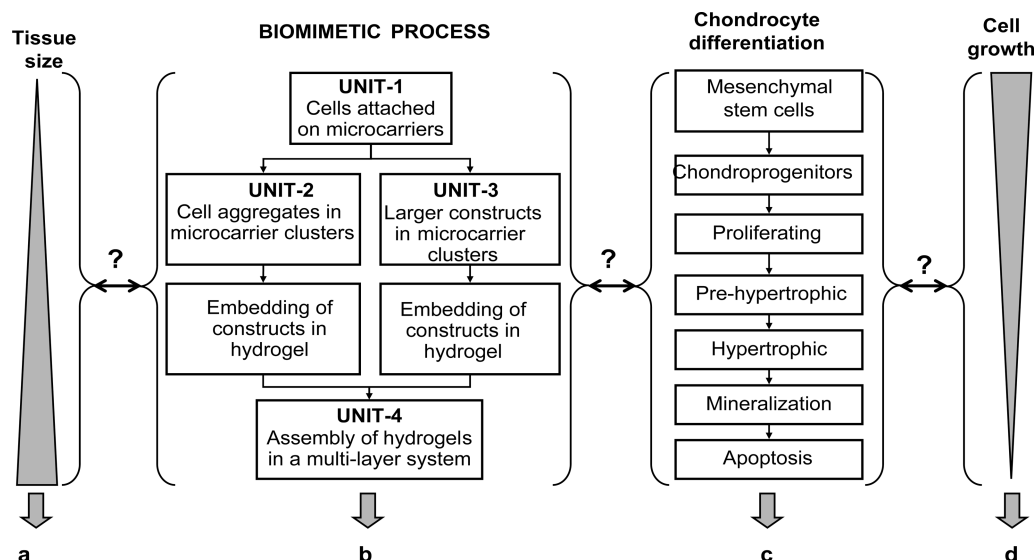 Tissue
size
BIOMIMETIC PROCESS
Chondrocyte
differentiation
Cell
growth
UNIT-1
Cells attached
on microcarriers
UNIT-2
Cell aggregates in
microcarrier clusters
UNIT-3
Larger constructs
in microcarrier
clusters
Embedding of
constructs in
hydrogel
Embedding of
constructs in
hydrogel
UNIT-4
Assembly of hydrogels
in a multi-layer system
Mesenchymal
stem cells
Chondroprogenitors
Proliferating
Pre-hypertrophic
Hypertrophic
Mineralization
Apoptosis
?
?
?
a
b
c
d